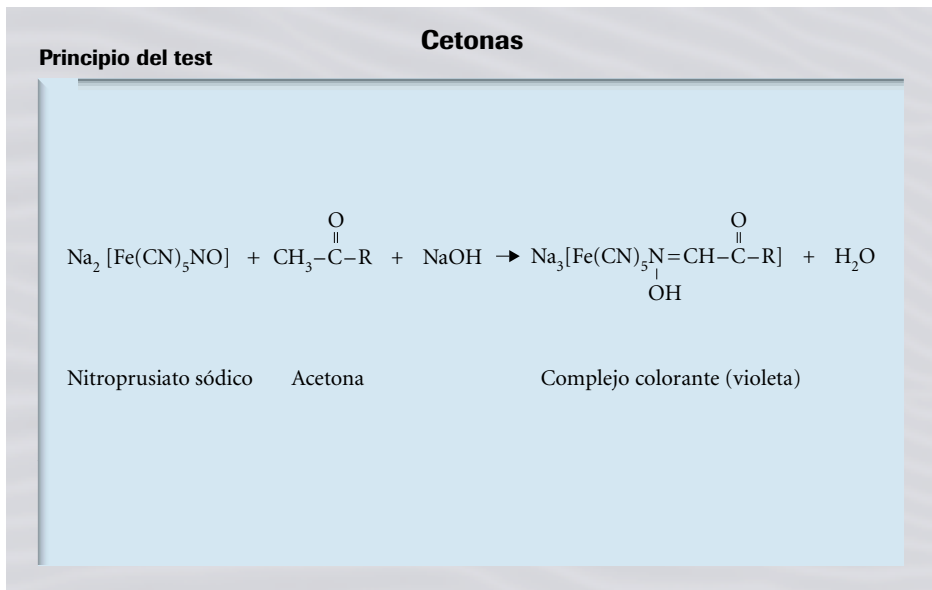 Cetonas
Principio del test
O O
||  ||
Na₂ [Fe(CN)₅NO] + CH₃–C–R + NaOH → Na₃[Fe(CN)₅N=CH–C–R] + H₂O
|
OH
Nitroprusiato sódico Acetona Complejo colorante (violeta)